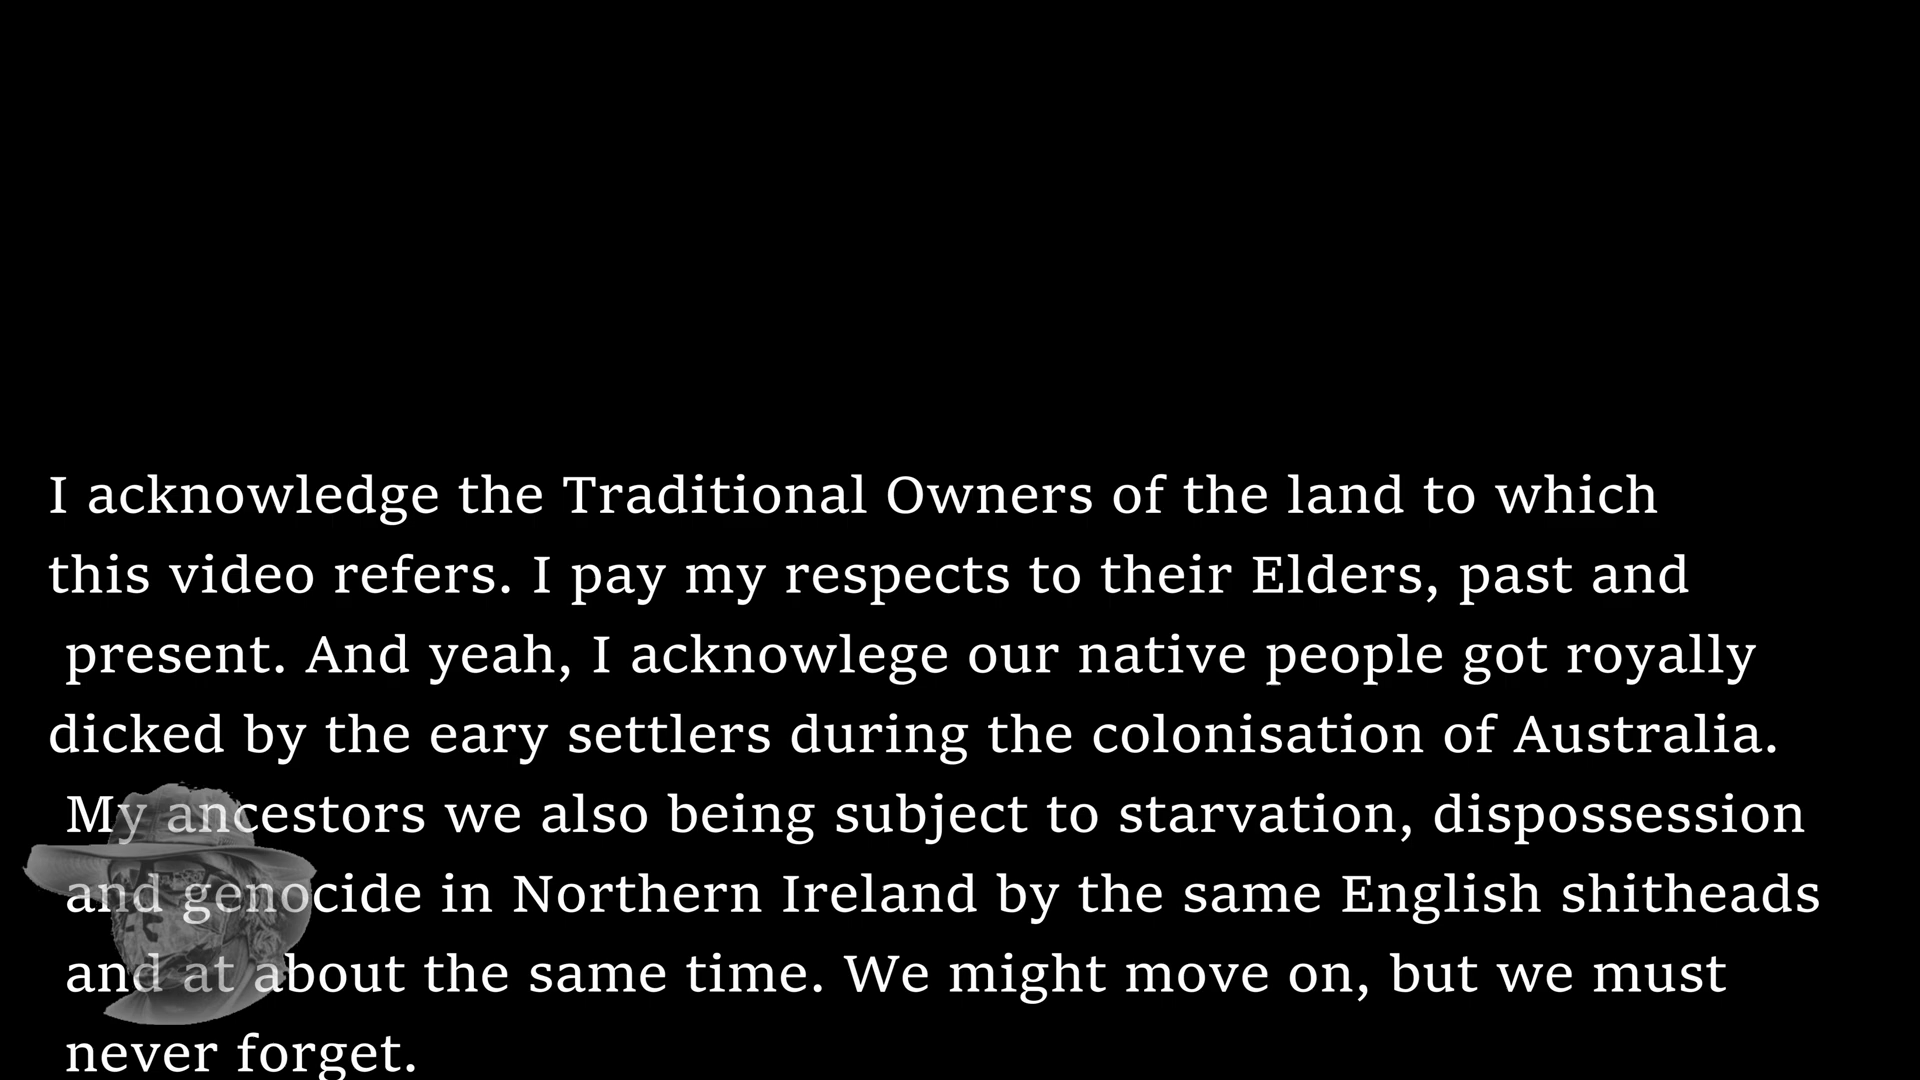 I acknowledge the Traditional Owners of the land to which
this video refers. I pay my respects to their Elders, past and
present. And yeah, I acknowlege our native people got royally
dicked by the eary settlers during the colonisation of Australia.
My ancestors we also being subject to starvation, dispossession
and genocide in Northern Ireland by the same English shitheads
and at about the same time. We might move on, but we must
never forget.